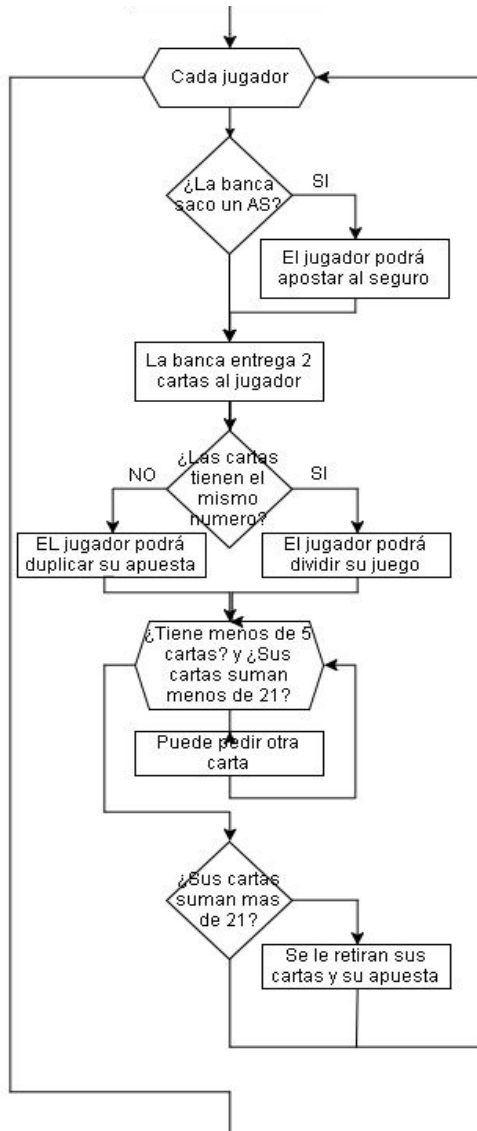 Cada jugador
¿La banca
saco un AS?
SI
El jugador podrá
apostar al seguro
La banca entrega 2
cartas al jugador
¿Las cartas
tienen el
mismo
numero?
NO
SI
EL jugador podrá
duplicar su apuesta
El jugador podrá
dividir su juego
¿Tiene menos de 5
cartas? y ¿Sus
cartas suman
menos de 21?
Puede pedir otra
carta
¿Sus cartas
suman mas
de 21?
Se le retiran sus
cartas y su apuesta